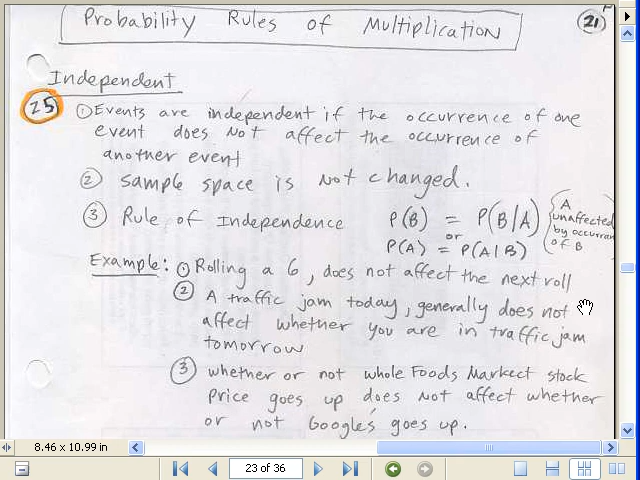 Probability Rules of Multiplication
21
Independent
25
① Events are independent if the occurrence of one
event does Not affect the occurrence of
another event
② Sample space is Not changed.
③ Rule of Independence P(B) = P(B|A)
or
P(A) = P(A|B)
A
unaffected
by occurran
of B
Example: ① Rolling a 6, does not affect the next roll
② A traffic jam today, generally does not
affect whether you are in traffic jam
tomorrow
③ whether or not whole Foods Markect stock
Price goes up does Not affect whether
or not Google's goes up.
8.46 x 10.99 in
23 of 36